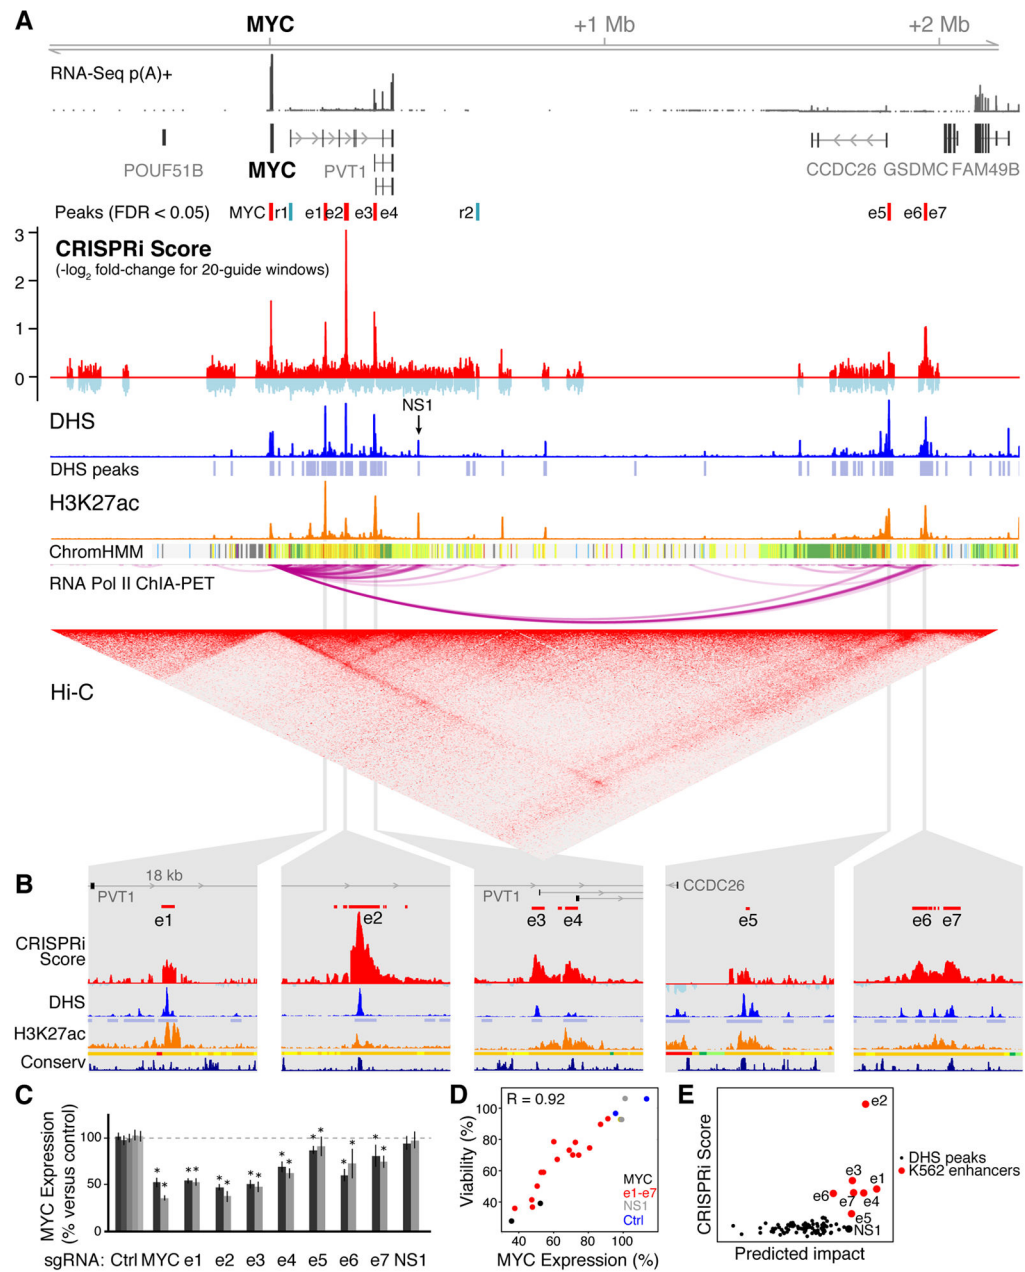 A
MYC +1 Mb +2 Mb
RNA-Seq p(A)+
POUF51B MYC PVT1 CCDC26 GSDMC FAM49B
Peaks (FDR < 0.05) MYC r1 e1 e2 e3 e4 r2 e5 e6 e7
3
CRISPRi Score
(-log2 fold-change for 20-guide windows)
2
1
0
NS1
DHS
DHS peaks
H3K27ac
ChromHMM
RNA Pol II ChIA-PET
Hi-C
B
18 kb
PVT1 PVT1 CCDC26
e1 e2 e3 e4 e5 e6 e7
CRISPRi
Score
DHS
H3K27ac
Conserv
C
MYC Expression
(% versus control)
100
50
0
* * * * * * * * * * * * * * * *
sgRNA: Ctrl MYC e1 e2 e3 e4 e5 e6 e7 NS1
D
R = 0.92
Viability (%)
100
80
60
40
MYC
e1-e7
NS1
Ctrl
40 60 80 100
MYC Expression (%)
E
CRISPRi Score
e2
e3 e1
e6 e7 e4
e5
NS1
Predicted impact
DHS peaks
K562 enhancers